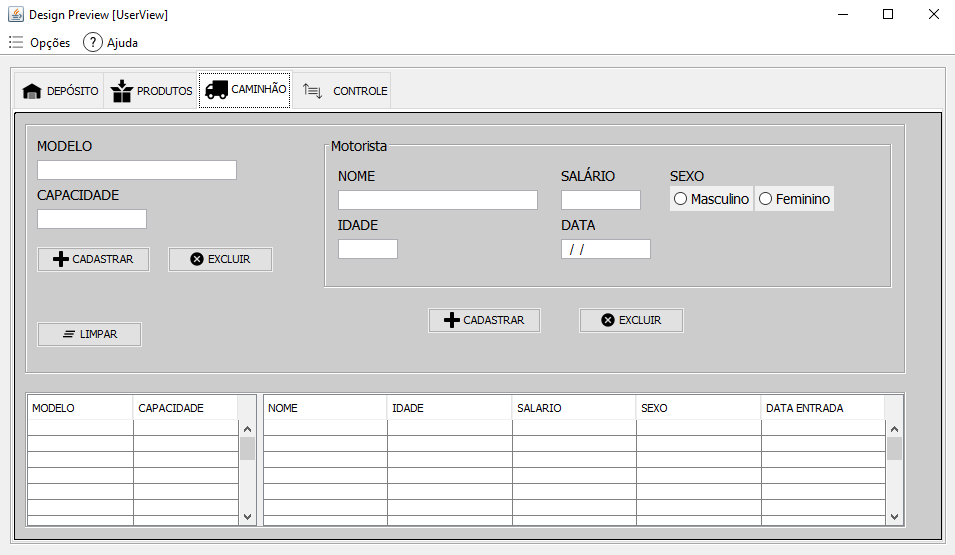 Design Preview [UserView]
Opções ? Ajuda
DEPÓSITO PRODUTOS CAMINHÃO CONTROLE
MODELO
CAPACIDADE
CADASTRAR EXCLUIR
LIMPAR
Motorista
NOME SALÁRIO SEXO
Masculino Feminino
IDADE DATA
/ /
CADASTRAR EXCLUIR
MODELO CAPACIDADE
NOME IDADE SALARIO SEXO DATA ENTRADA